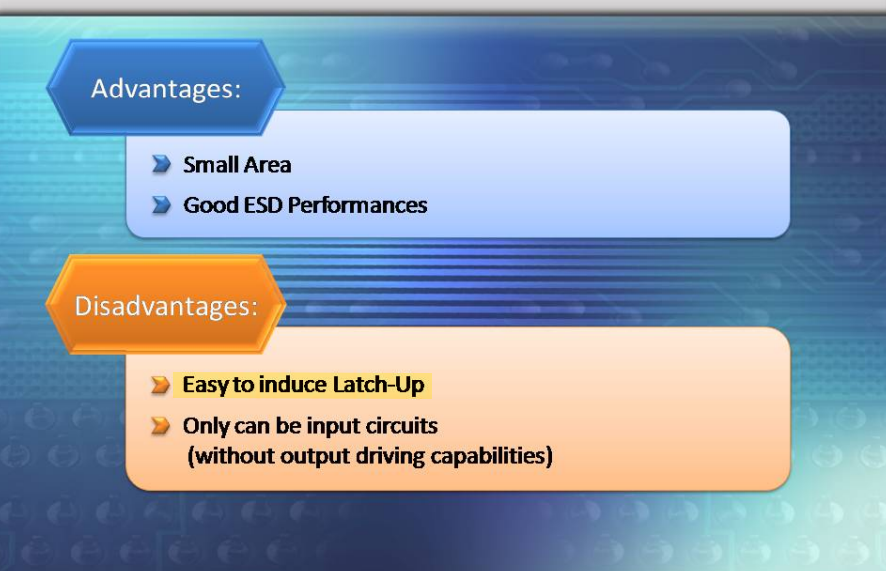 Advantages:
Small Area
Good ESD Performances
Disadvantages:
Easy to induce Latch-Up
Only can be input circuits
(without output driving capabilities)